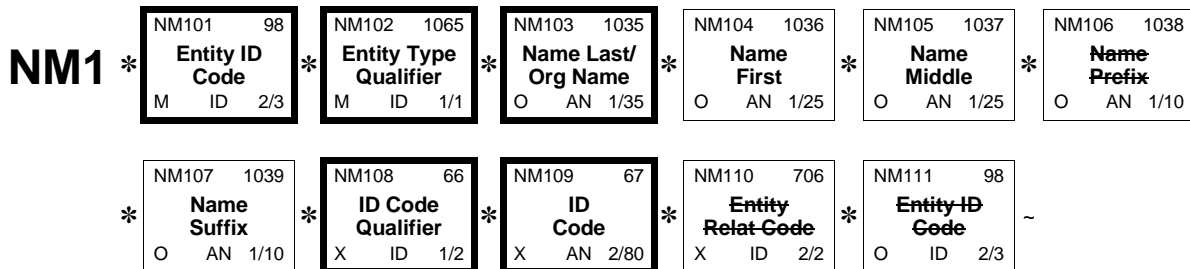 NM101 98 NM102 1065 NM103 1035 NM104 1036 NM105 1037 NM106 1038
NM1 * Entity ID * Entity Type * Name Last/ * Name * Name * Name
Code Qualifier Org Name First Middle Prefix
M ID 2/3 M ID 1/1 O AN 1/35 O AN 1/25 O AN 1/25 O AN 1/10
NM107 1039 NM108 66 NM109 67 NM110 706 NM111 98
* Name * ID Code * ID * Entity * Entity ID ~
Suffix Qualifier Code Relat Code Code
O AN 1/10 X ID 1/2 X AN 2/80 X ID 2/2 O ID 2/3